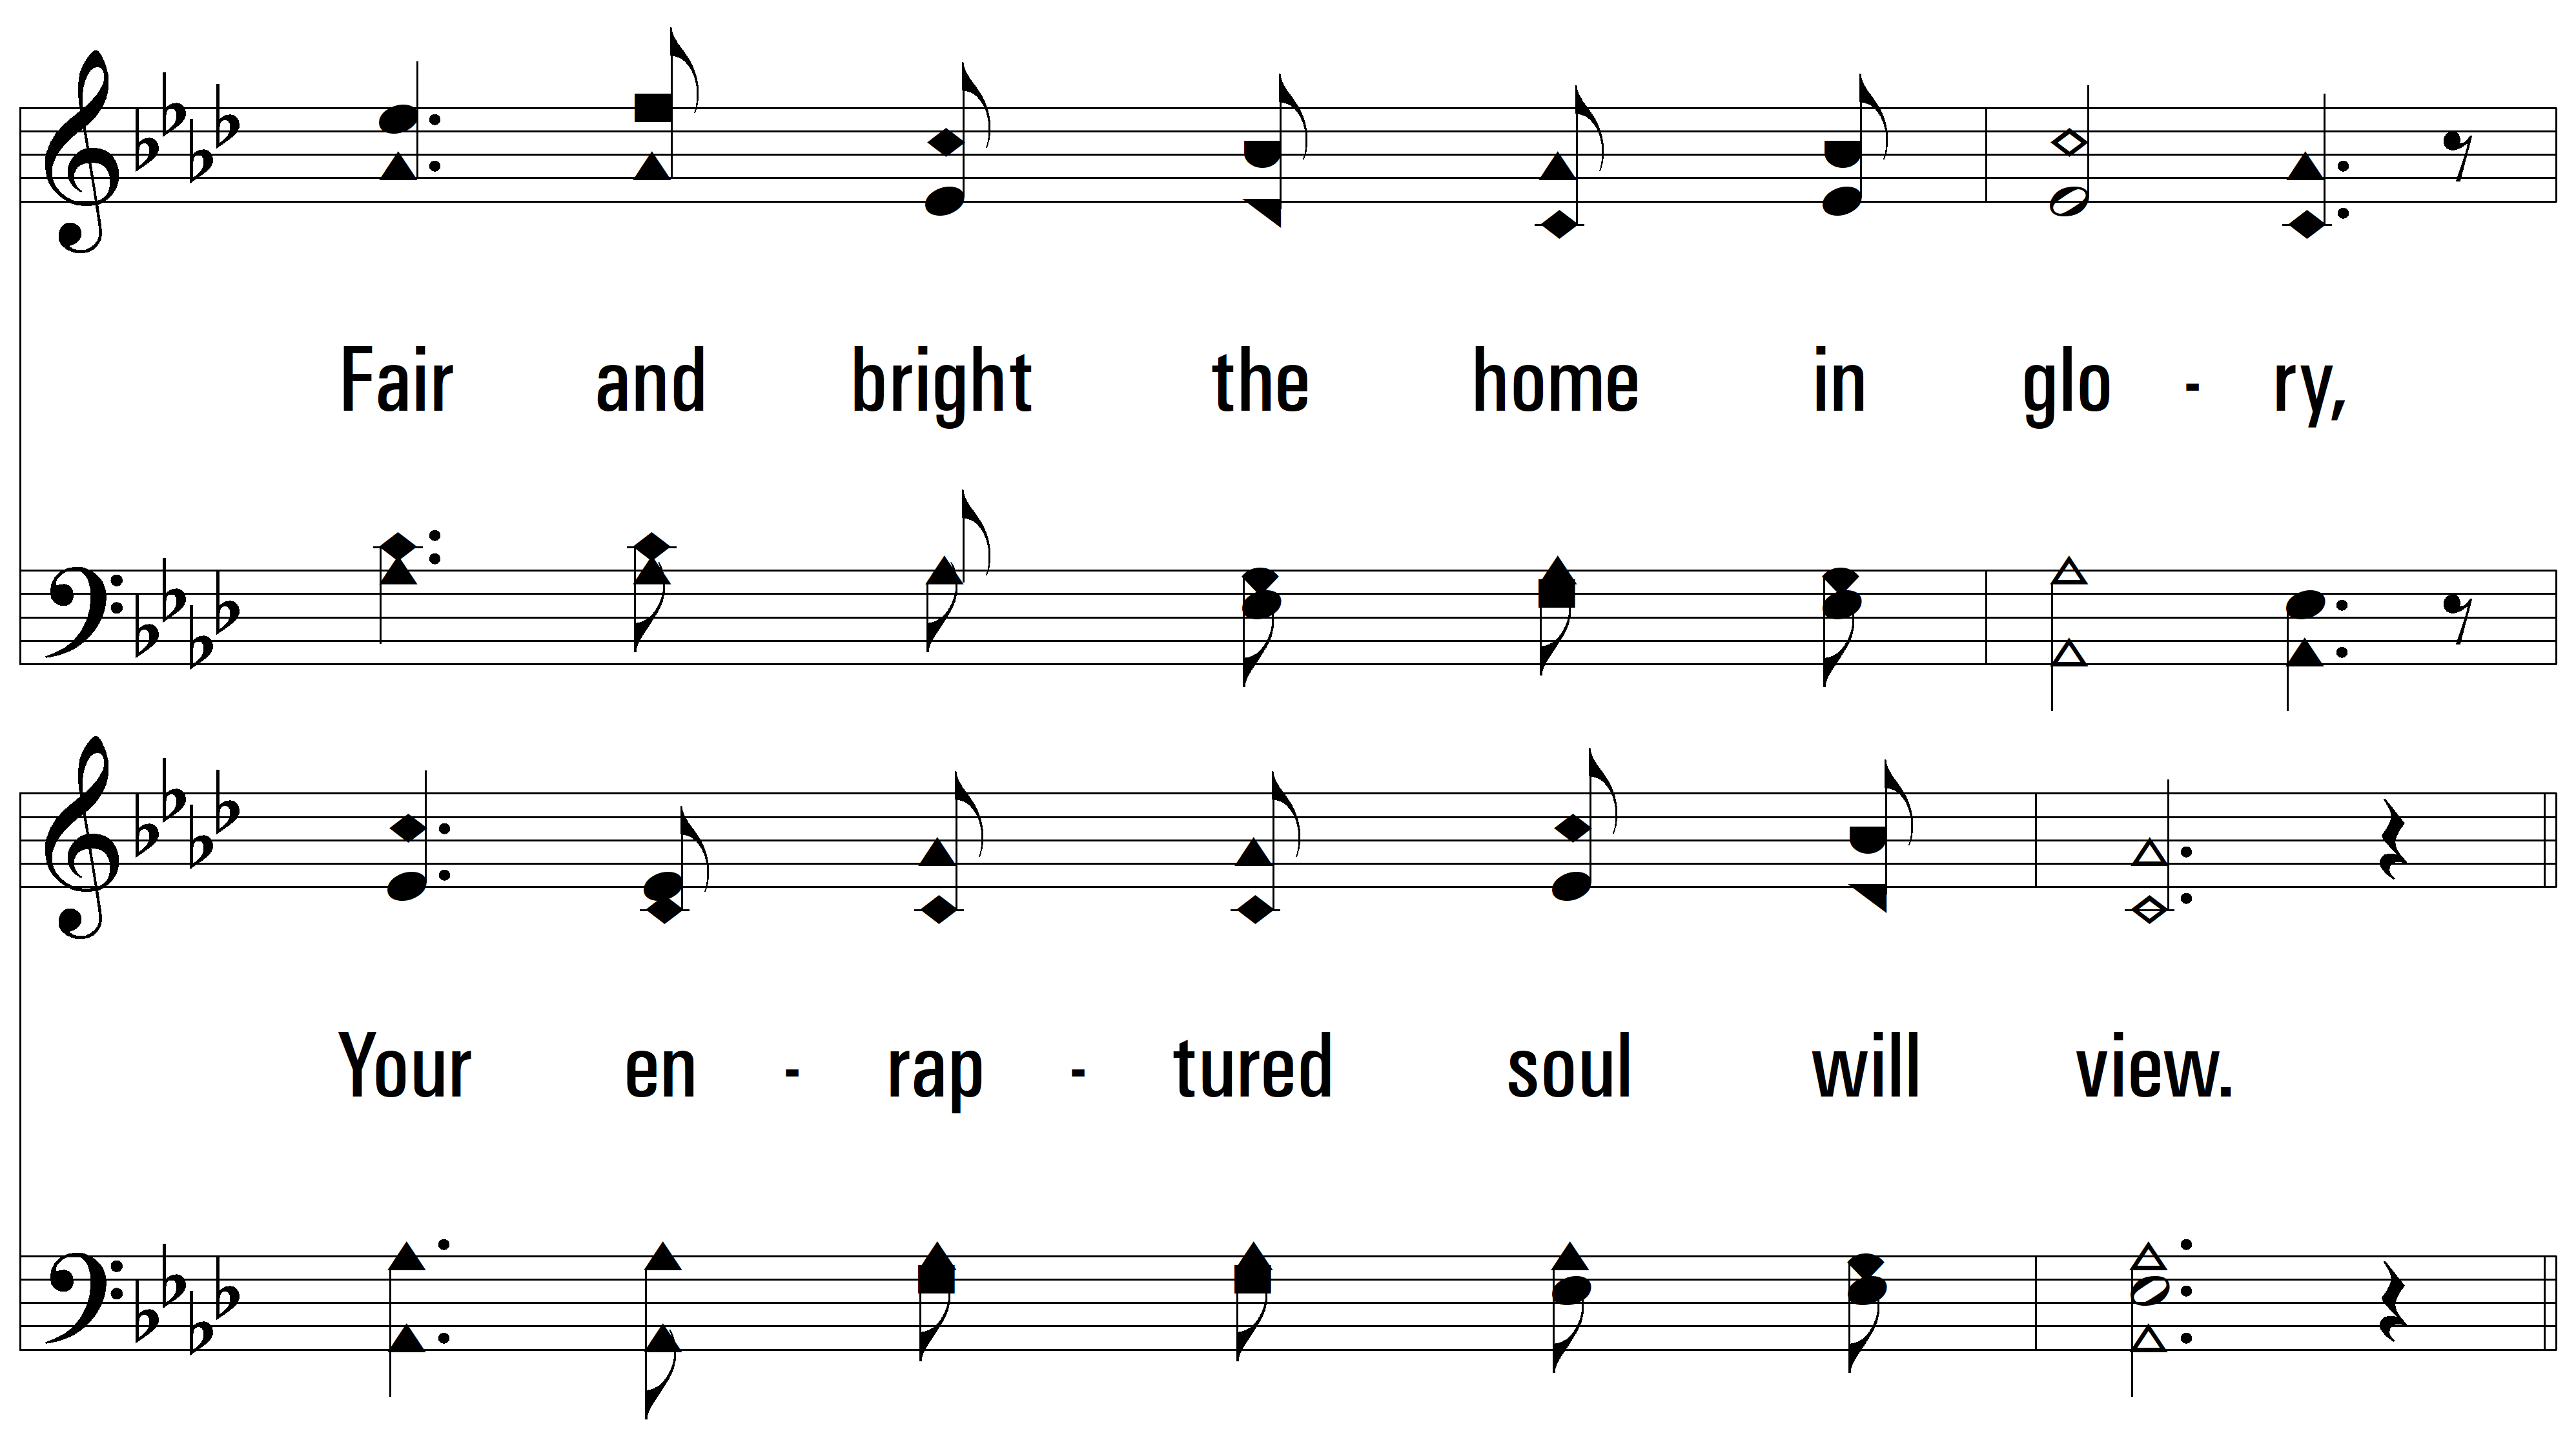 Fair and bright the home in glo - ry,
Your en - rap - tured soul will view.